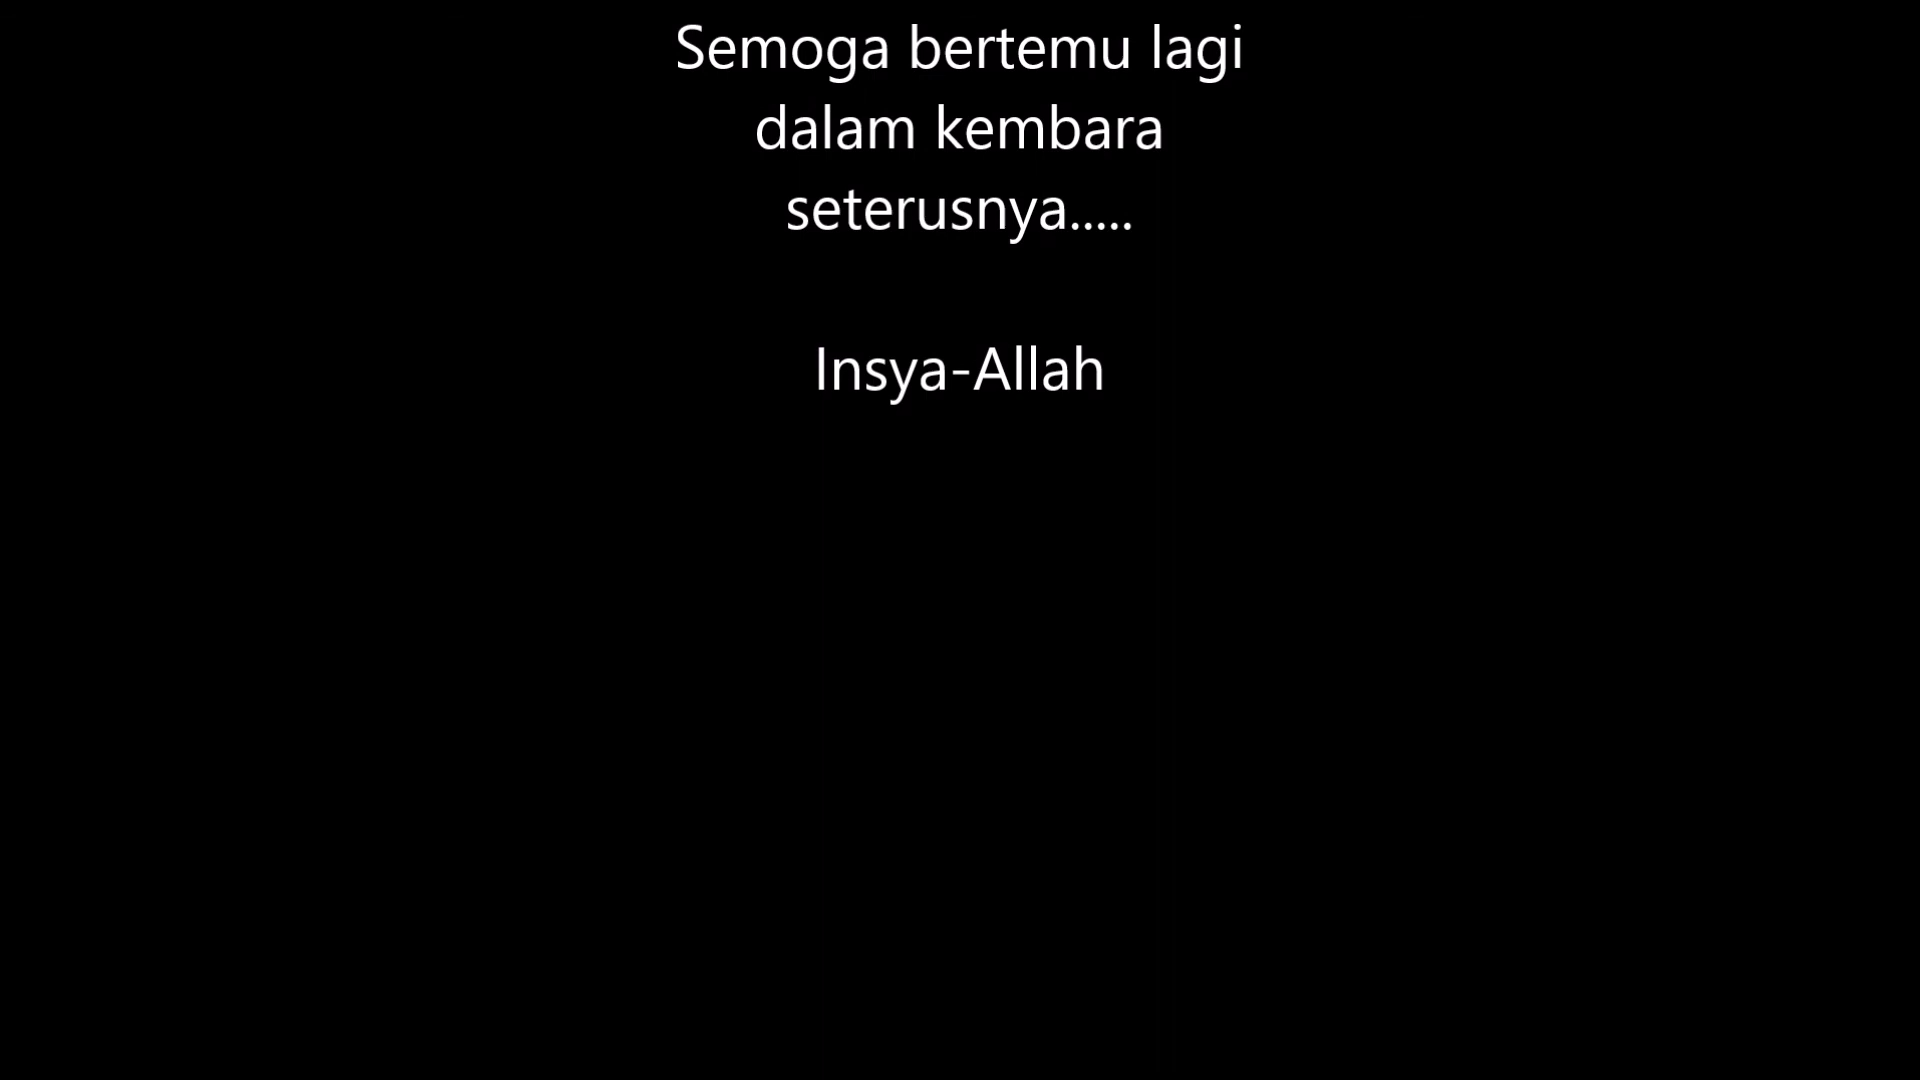 Semoga bertemu lagi
dalam kembara
seterusnya.....
Insya-Allah